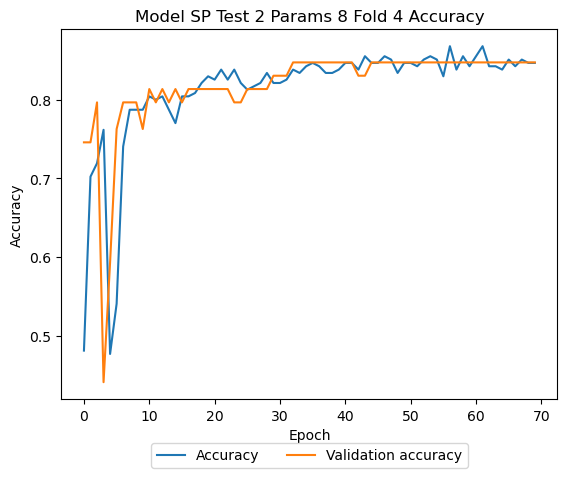 Model SP Test 2 Params 8 Fold 4 Accuracy
Accuracy
0.8
0.7
0.6
0.5
0 10 20 30 40 50 60 70
Epoch
Accuracy Validation accuracy